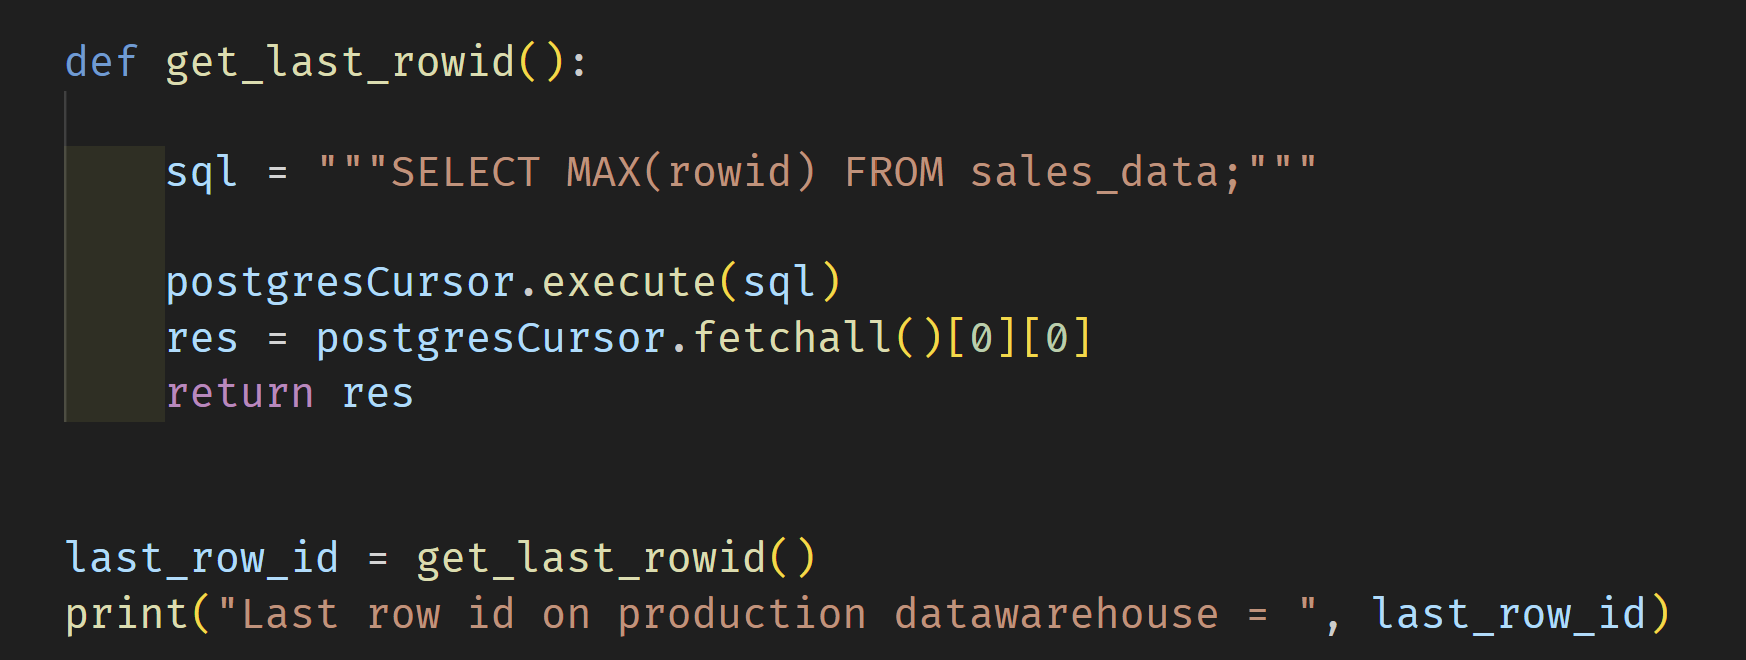 def get_last_rowid():
sql = """SELECT MAX(rowid) FROM sales_data;"""
postgresCursor.execute(sql)
res = postgresCursor.fetchall()[0][0]
return res
last_row_id = get_last_rowid()
print("Last row id on production datawarehouse = ", last_row_id)